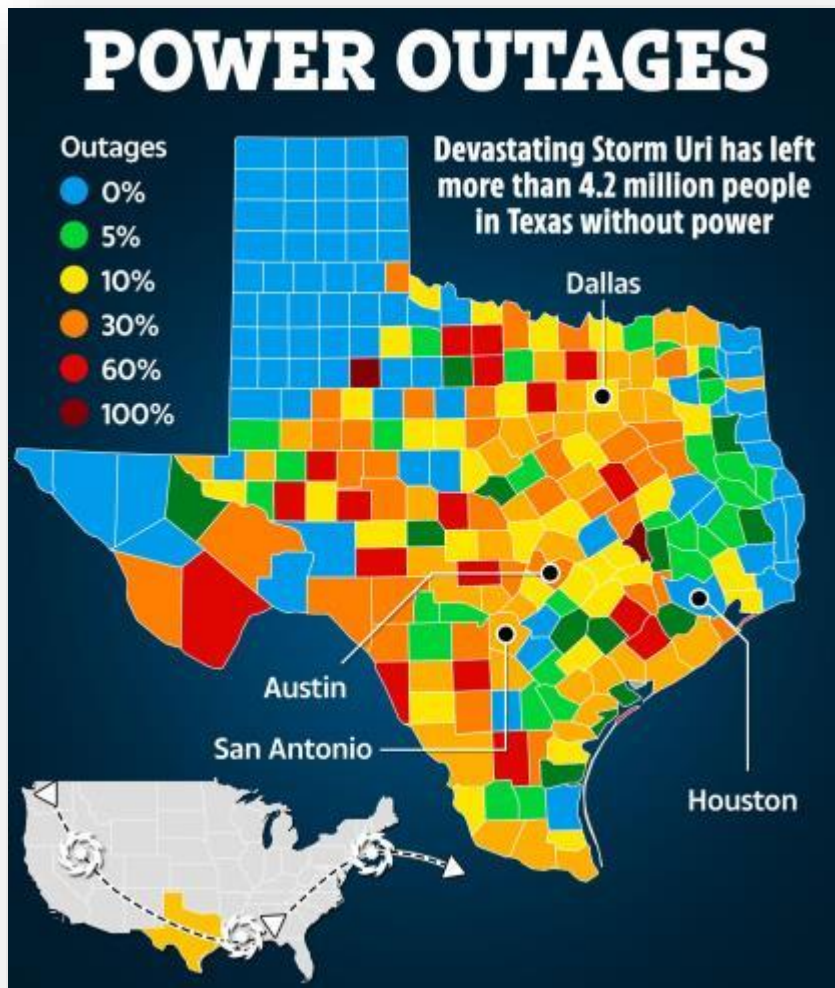 POWER OUTAGES
Outages
0%
5%
10%
30%
60%
100%
Devastating Storm Uri has left
more than 4.2 million people
in Texas without power
Dallas
Austin
San Antonio
Houston